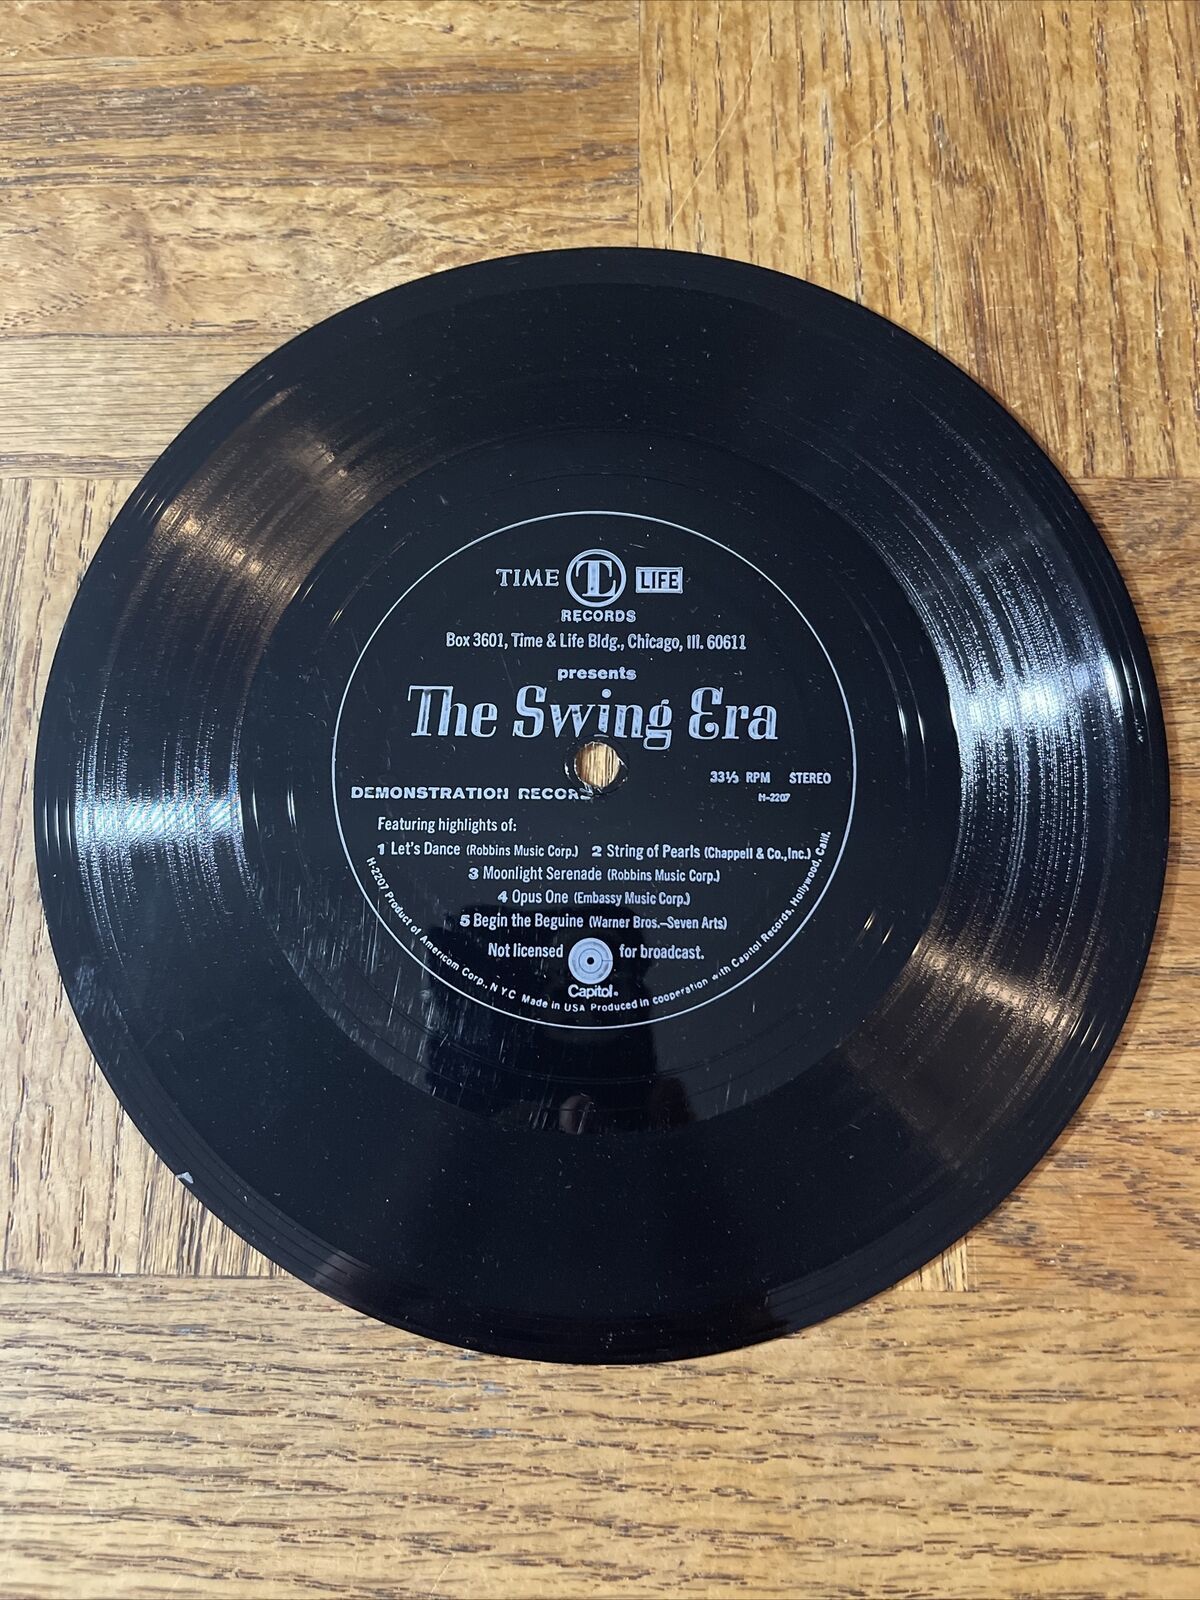 TIME TL LIFE
RECORDS
Box 3601, Time & Life Bldg., Chicago, Ill. 60611
presents
The Swing Era
33⅓ RPM STEREO
M-2207
DEMONSTRATION RECORD
Featuring highlights of:
1 Let's Dance (Robbins Music Corp.) 2 String of Pearls (Chappell & Co., Inc.)
3 Moonlight Serenade (Robbins Music Corp.)
4 Opus One (Embassy Music Corp.)
5 Begin the Beguine (Warner Bros.—Seven Arts)
Not licensed for broadcast.
Capitol.
M-2207 Product of Americom Corp., N Y C Made in USA Produced in cooperation with Capitol Records, Hollywood, Calif.